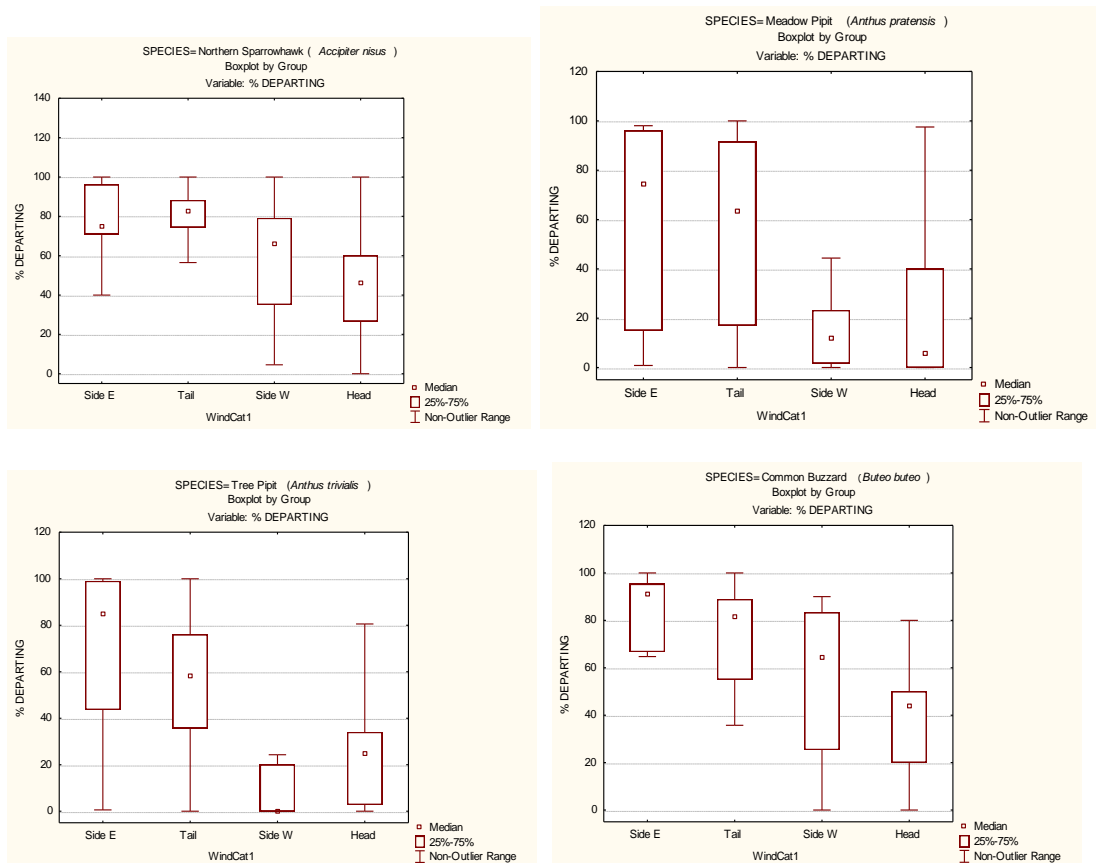 SPECIES= Northern Sparrowhawk ( Accipiter nisus )
Boxplot by Group
Variable: % DEPARTING
140
120
100
80
60
40
20
0
% DEPARTING
Side E Tail Side W Head
WindCat1
Median
25%-75%
Non-Outlier Range
SPECIES= Meadow Pipit (Anthus pratensis )
Boxplot by Group
Variable: % DEPARTING
120
100
80
60
40
20
0
% DEPARTING
Side E Tail Side W Head
WindCat1
Median
25%-75%
Non-Outlier Range
SPECIES= Tree Pipit (Anthus trivialis )
Boxplot by Group
Variable: % DEPARTING
120
100
80
60
40
20
0
% DEPARTING
Side E Tail Side W Head
WindCat1
Median
25%-75%
Non-Outlier Range
SPECIES= Common Buzzard (Buteo buteo )
Boxplot by Group
Variable: % DEPARTING
120
100
80
60
40
20
0
% DEPARTING
Side E Tail Side W Head
WindCat1
Median
25%-75%
Non-Outlier Range